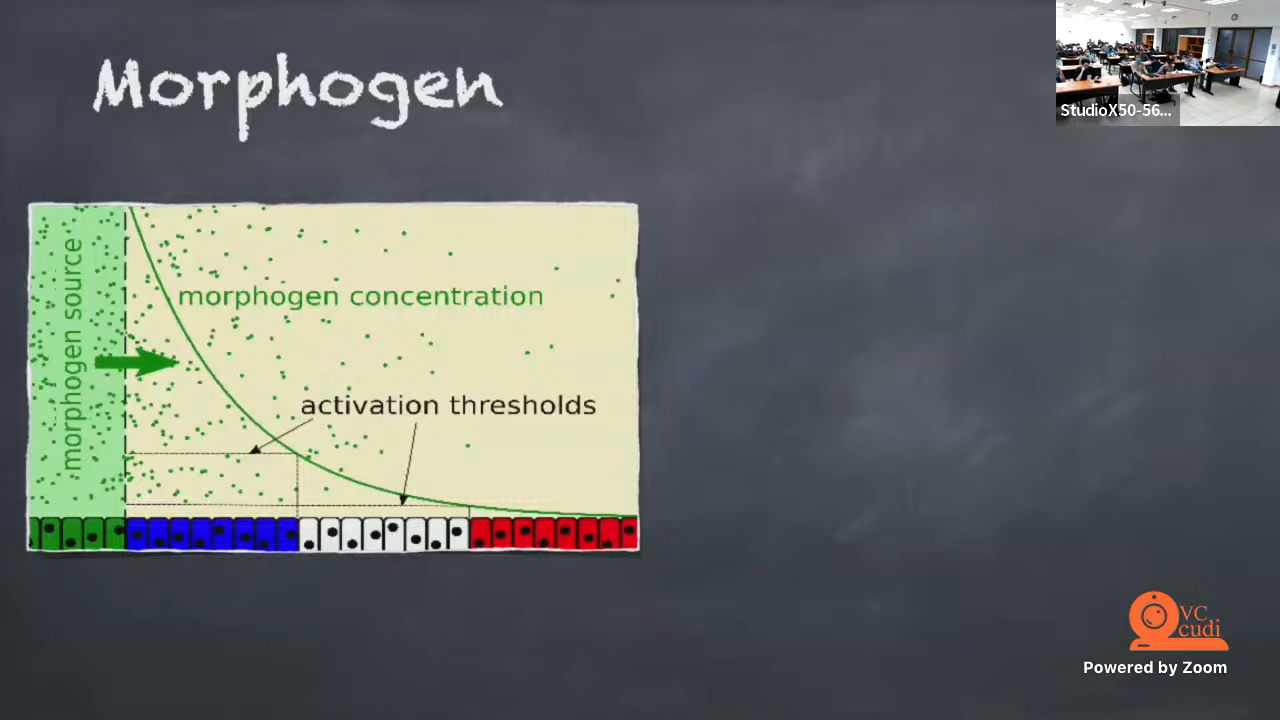 Morphogen
StudioX50-56...
morphogen source
morphogen concentration
activation thresholds
VC
cudi
Powered by Zoom